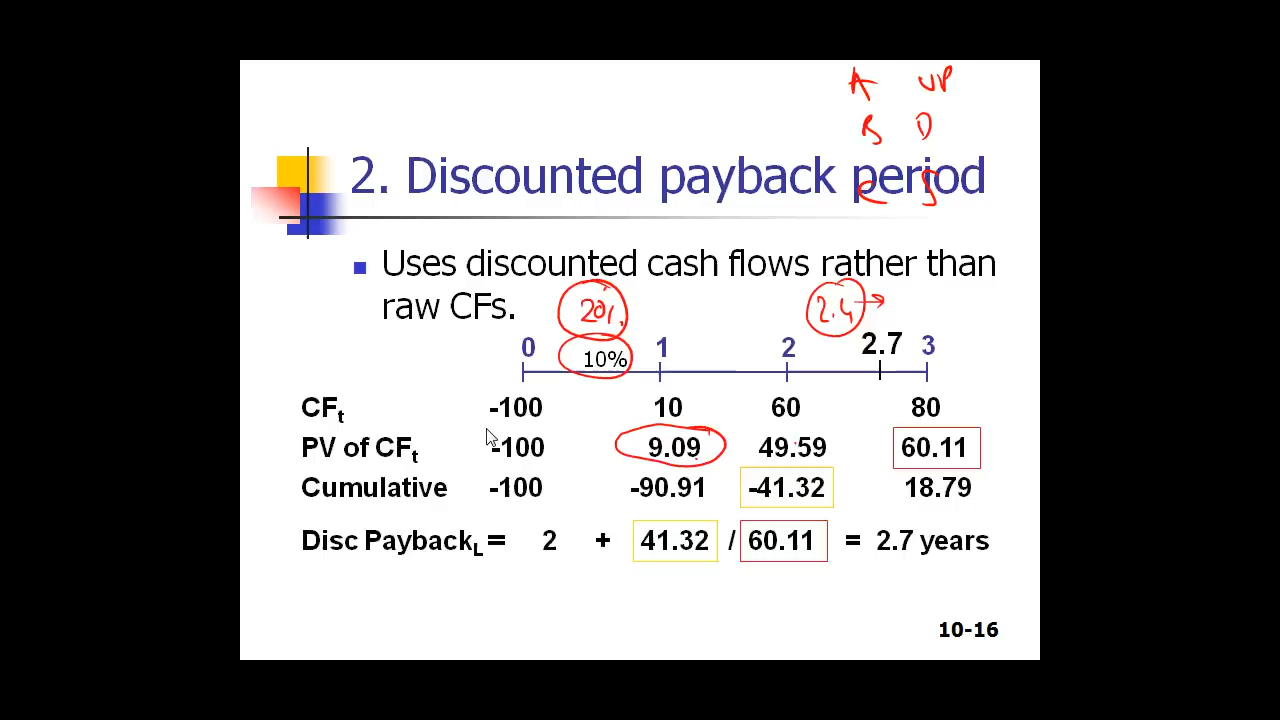 A UP
B D
2. Discounted payback period
C S
Uses discounted cash flows rather than
raw CFs.
20%
2.4
0 10% 1 2 2.7 3
CFt -100 10 60 80
PV of CFt -100 9.09 49.59 60.11
Cumulative -100 -90.91 -41.32 18.79
Disc PaybackL = 2 + 41.32 / 60.11 = 2.7 years
10-16